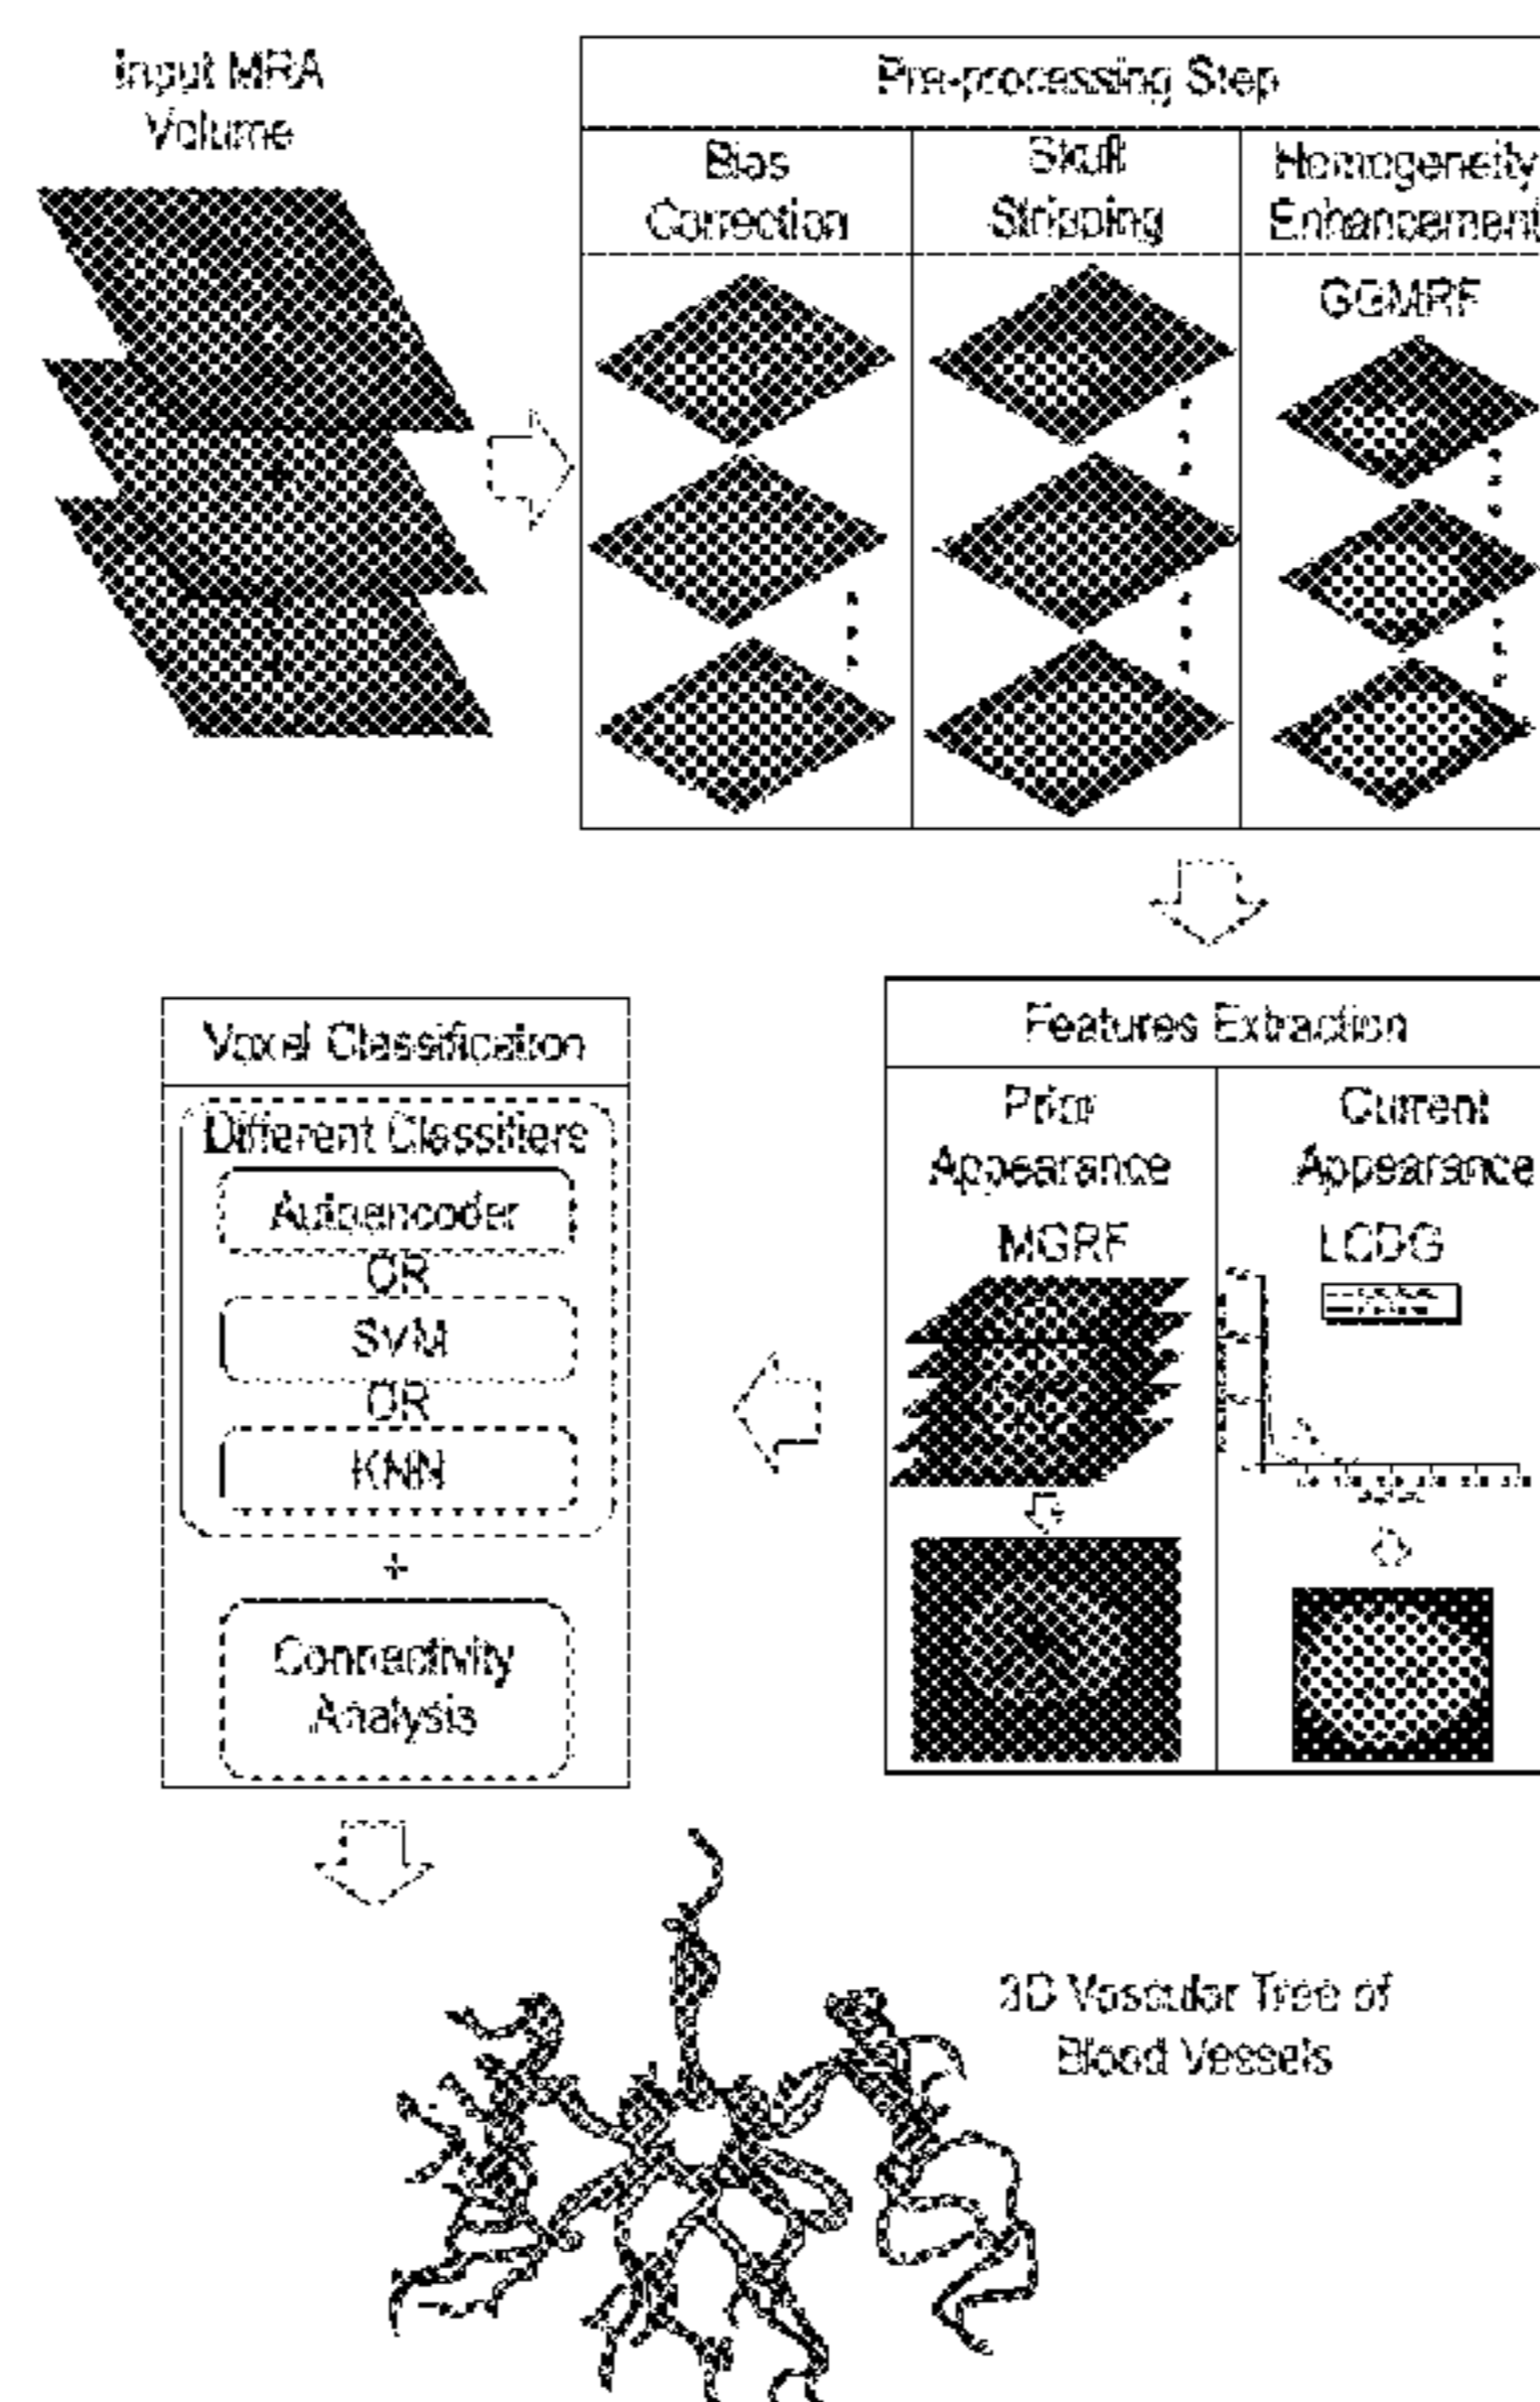 Input MRA
Volume
Pre-processing Step
Bias
Correction
Skull
Stripping
Homogeneity
Enhancement
GGMRF
Features Extraction
Prior
Appearance
MGRF
Current
Appearance
LCDG
Voxel Classification
Different Classifiers
Autoencoder
OR
SVM
OR
KNN
+
Connectivity
Analysis
3D Vascular Tree of
Blood Vessels